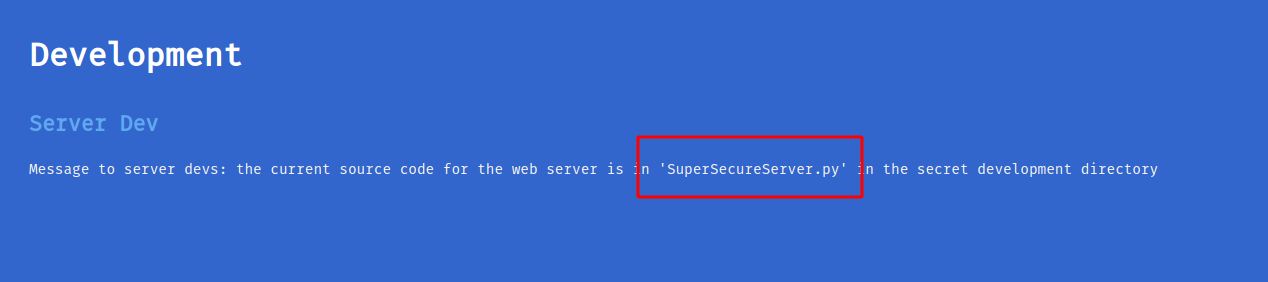 Development
Server Dev
Message to server devs: the current source code for the web server is in 'SuperSecureServer.py' in the secret development directory